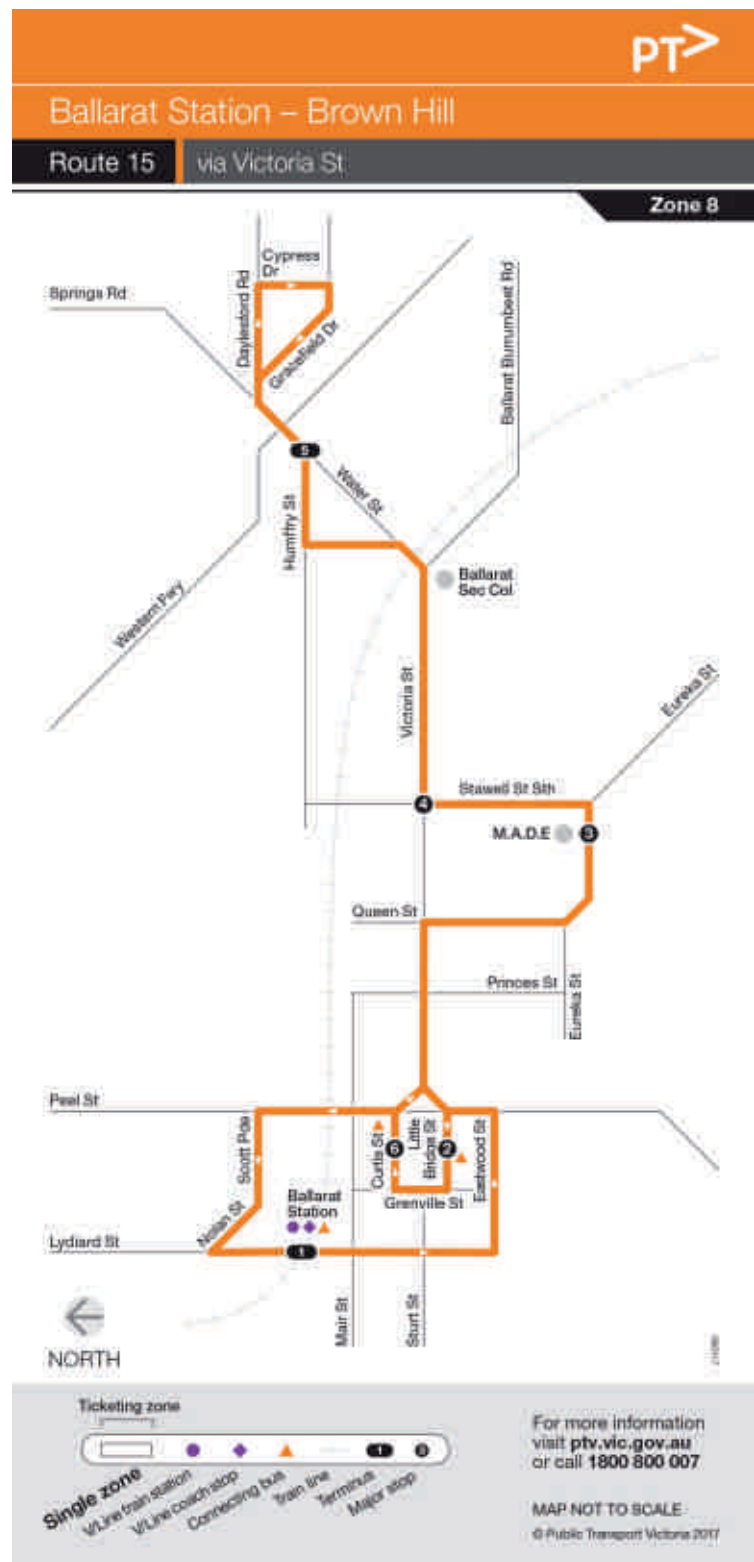 PT>
Ballarat Station – Brown Hill
Route 15
via Victoria St
Zone 8
Cypress
Dr
Springs Rd
Daylesford Rd
Gracefield Dr
Ballarat Burrumbeet Rd
5
Water St
Humffry St
Western Fwy
Ballarat
Sec Col
Victoria St
Eureka St
Stawell St Sth
4
M.A.D.E
3
Queen St
Princes St
Eureka St
Peel St
Scott Pde
Curtis St
6
Little
Bridge St
2
Eastwood St
Grenville St
Nolan St
Ballarat
Station
Lydiard St
1
Mair St
Sturt St
NORTH
Ticketing zone
Single zone
V/Line train station
V/Line coach stop
Connecting bus
Train line
1
Terminus
Major stop
For more information
visit ptv.vic.gov.au
or call 1800 800 007
MAP NOT TO SCALE
© Public Transport Victoria 2017